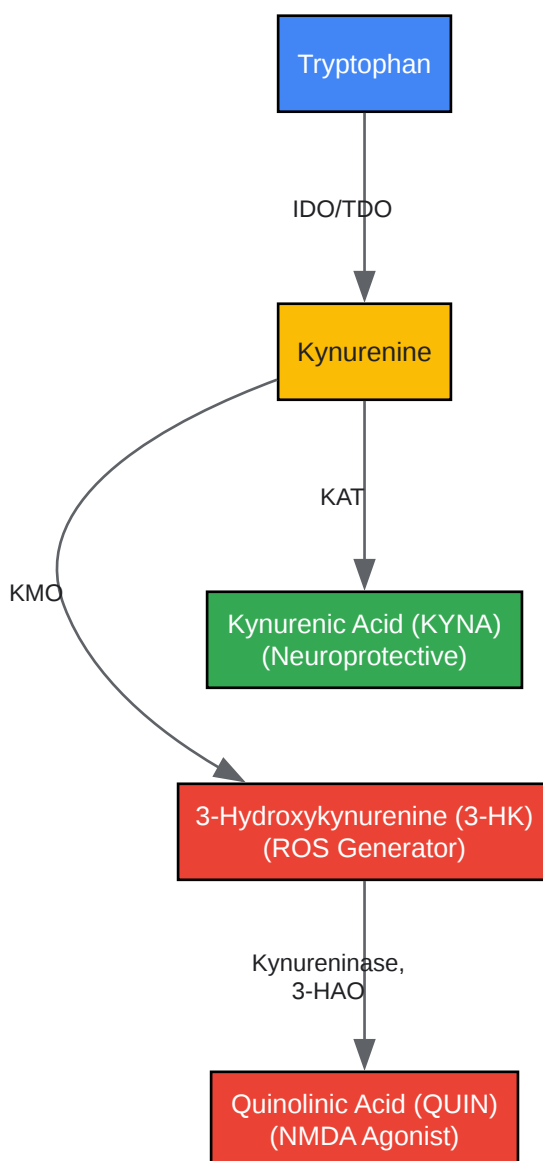 Tryptophan
IDO/TDO
Kynurenine
KAT
KMO
Kynurenic Acid (KYNA)
(Neuroprotective)
3-Hydroxykynurenine (3-HK)
(ROS Generator)
Kynureninase,
3-HAO
Quinolinic Acid (QUIN)
(NMDA Agonist)